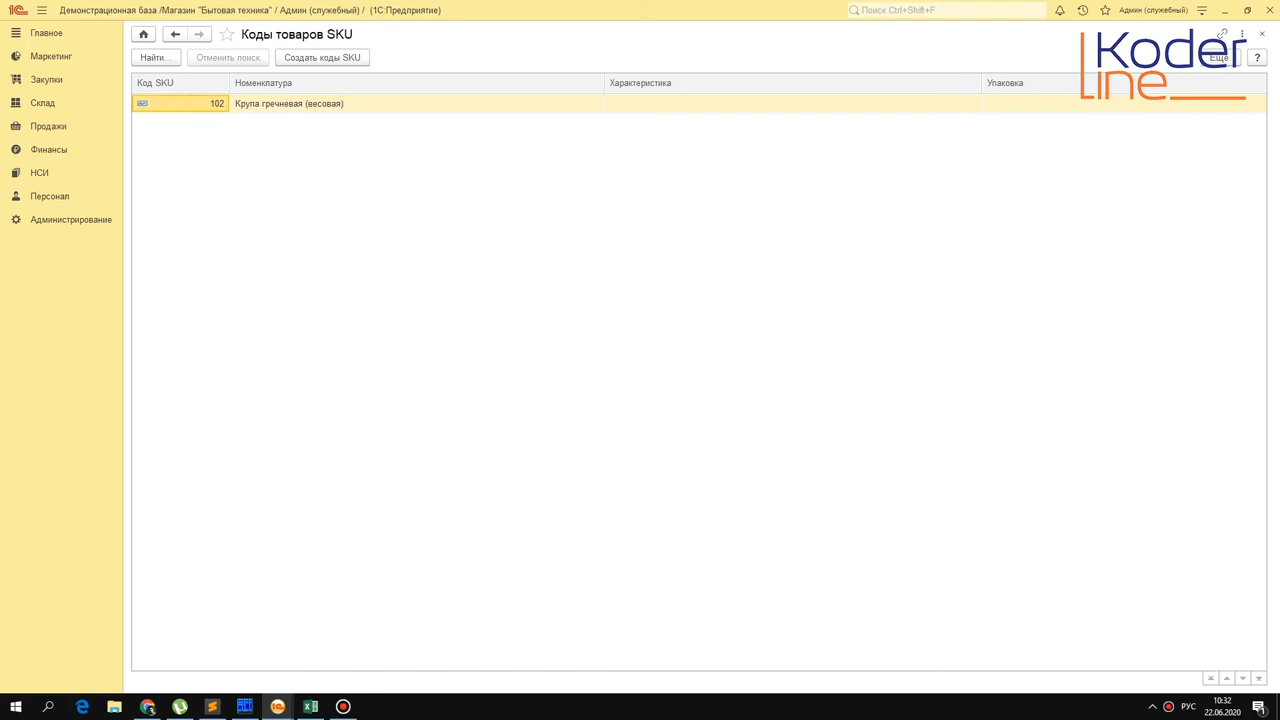 Демонстрационная база /Магазин "Бытовая техника" / Админ (служебный) / (1С:Предприятие)
Поиск Ctrl+Shift+F
Админ (служебный)
Главное
Маркетинг
Закупки
Склад
Продажи
Финансы
НСИ
Персонал
Администрирование
Коды товаров SKU
Koder
line
Найти...
Отменить поиск
Создать коды SKU
Еще
?
Код SKU
Номенклатура
Характеристика
Упаковка
102
Крупа гречневая (весовая)
РУС
10:32
22.06.2020
1